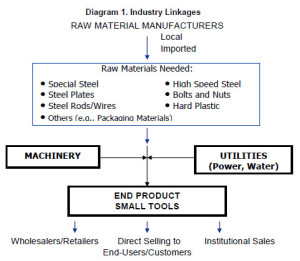 Diagram 1. Industry Linkages
RAW MATERIAL MANUFACTURERS
Local
Imported
Raw Materials Needed:
• Special Steel
• High Speed Steel
• Steel Plates
• Bolts and Nuts
• Steel Rods/Wires
• Hard Plastic
• Others (e.g., Packaging Materials)
MACHINERY
UTILITIES
(Power, Water)
END PRODUCT
SMALL TOOLS
Wholesalers/Retailers
Direct Selling to
End-Users/Customers
Institutional Sales